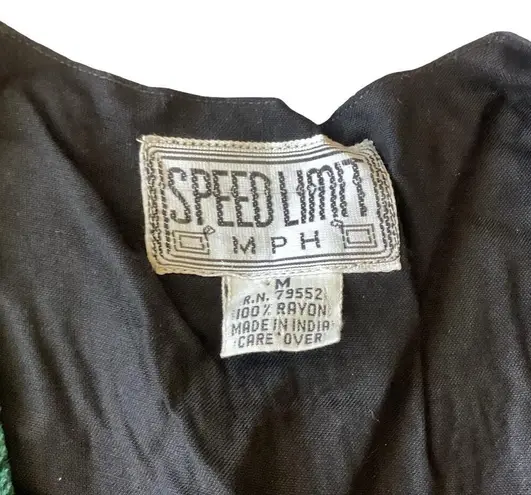 SPEED LIMIT
MPH
M
R.N. 79552
100% RAYON
MADE IN INDIA
CARE OVER